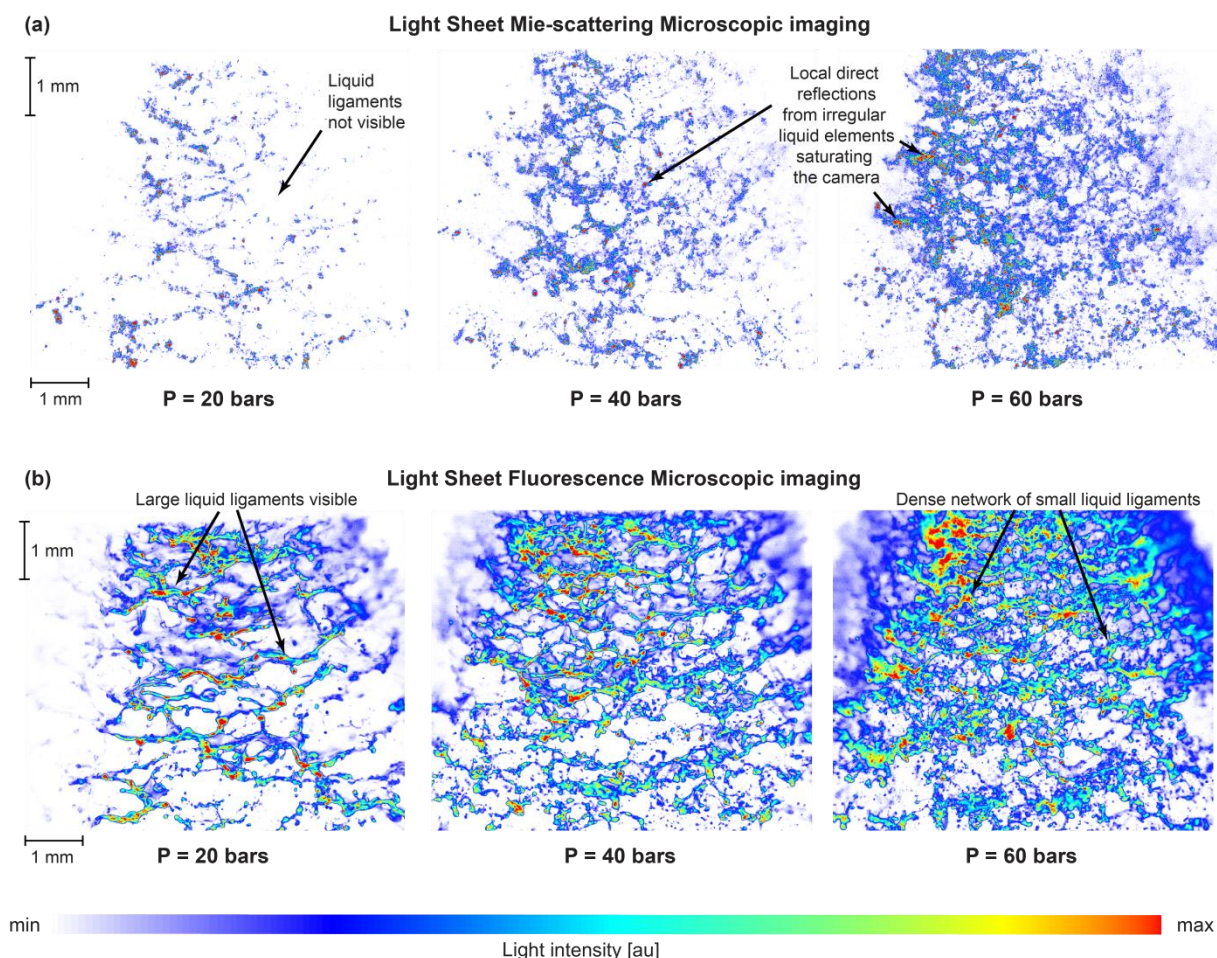 (a)
Light Sheet Mie-scattering Microscopic imaging
1 mm
Liquid
ligaments
not visible
Local direct
reflections
from irregular
liquid elements
saturating
the camera
1 mm
P = 20 bars
P = 40 bars
P = 60 bars
(b)
Light Sheet Fluorescence Microscopic imaging
Large liquid ligaments visible
Dense network of small liquid ligaments
1 mm
1 mm
P = 20 bars
P = 40 bars
P = 60 bars
min
max
Light intensity [au]